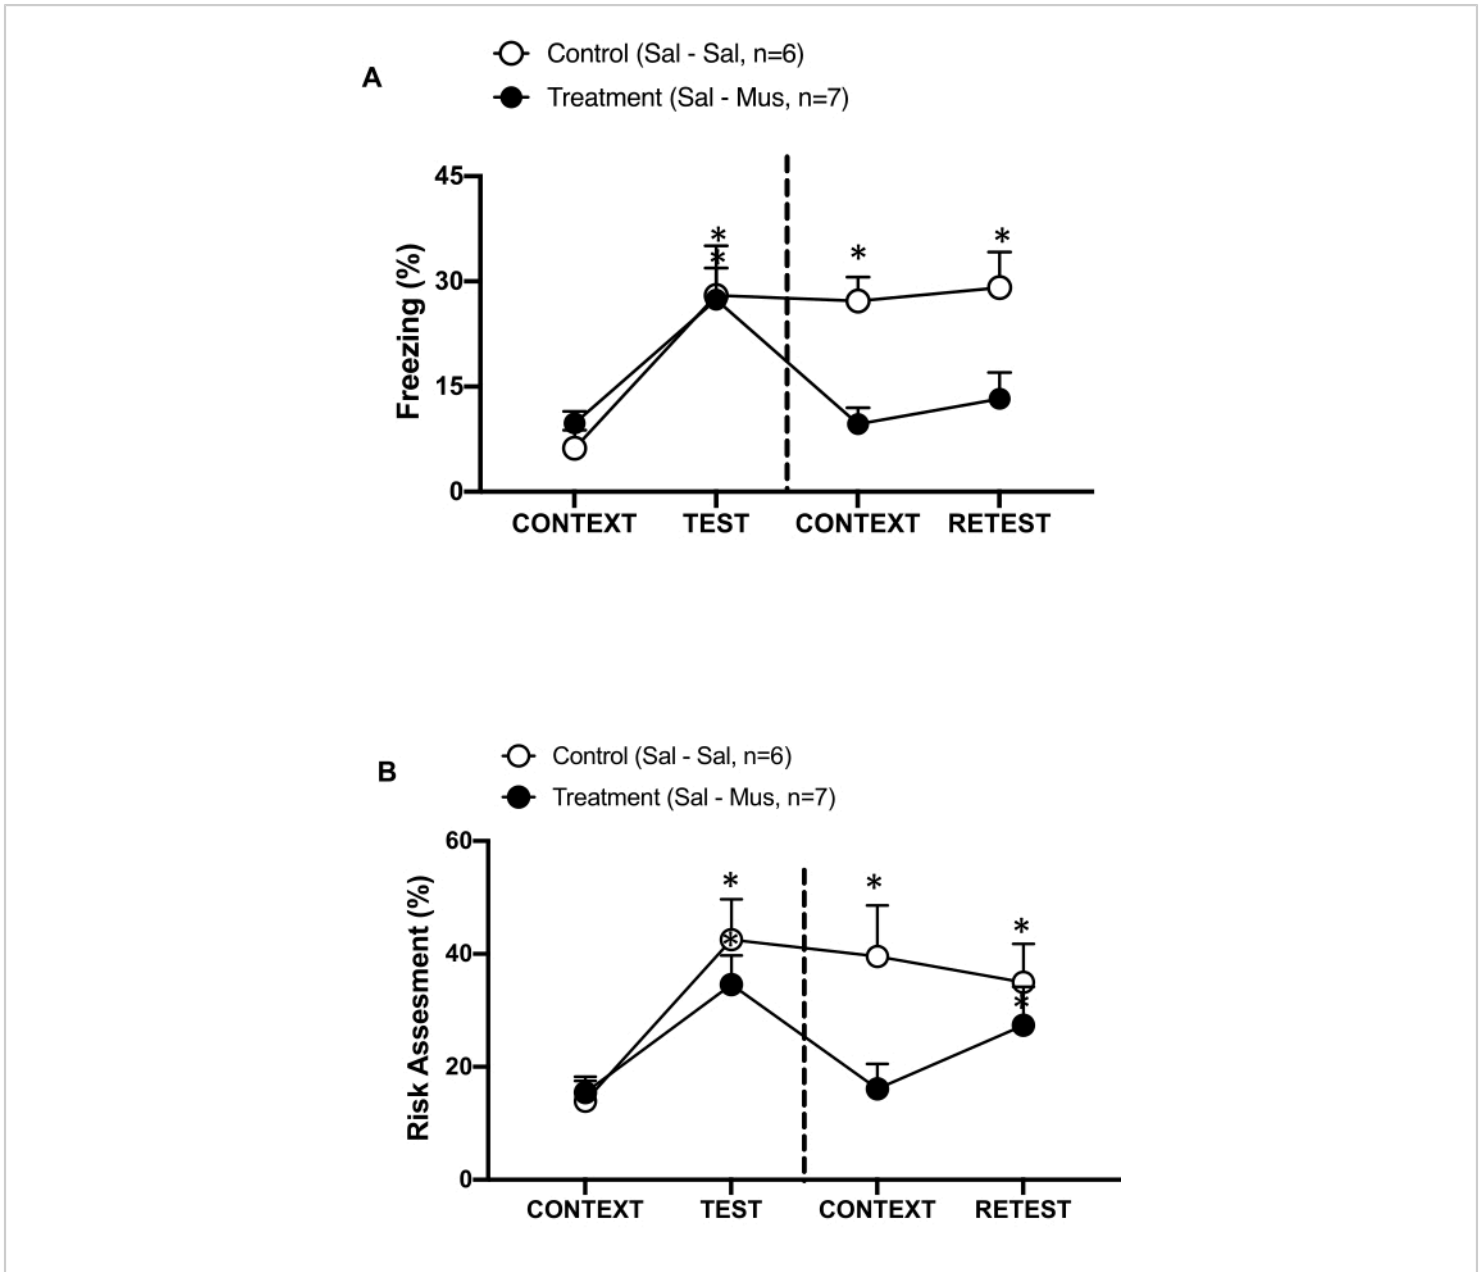 A
Control (Sal - Sal, n=6)
Treatment (Sal - Mus, n=7)
45
30
15
0
Freezing (%)
*
*
*
*
CONTEXT TEST CONTEXT RETEST
B
Control (Sal - Sal, n=6)
Treatment (Sal - Mus, n=7)
60
40
20
0
Risk Assesment (%)
*
*
*
*
*
CONTEXT TEST CONTEXT RETEST